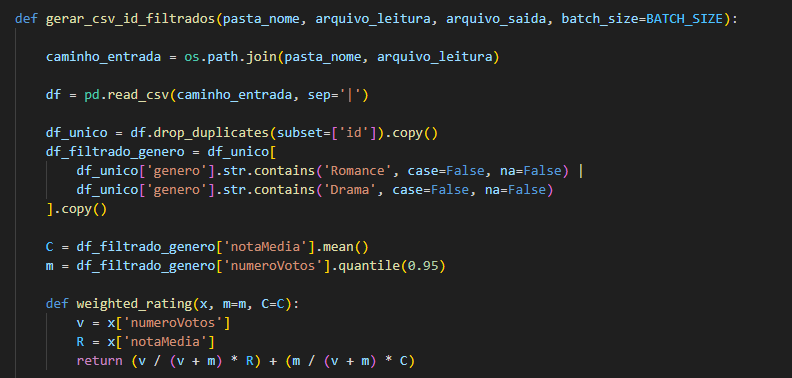 def gerar_csv_id_filtrados(pasta_nome, arquivo_leitura, arquivo_saida, batch_size=BATCH_SIZE):
caminho_entrada = os.path.join(pasta_nome, arquivo_leitura)
df = pd.read_csv(caminho_entrada, sep='|')
df_unico = df.drop_duplicates(subset=['id']).copy()
df_filtrado_genero = df_unico[
df_unico['genero'].str.contains('Romance', case=False, na=False) |
df_unico['genero'].str.contains('Drama', case=False, na=False)
].copy()
C = df_filtrado_genero['notaMedia'].mean()
m = df_filtrado_genero['numeroVotos'].quantile(0.95)
def weighted_rating(x, m=m, C=C):
v = x['numeroVotos']
R = x['notaMedia']
return (v / (v + m) * R) + (m / (v + m) * C)